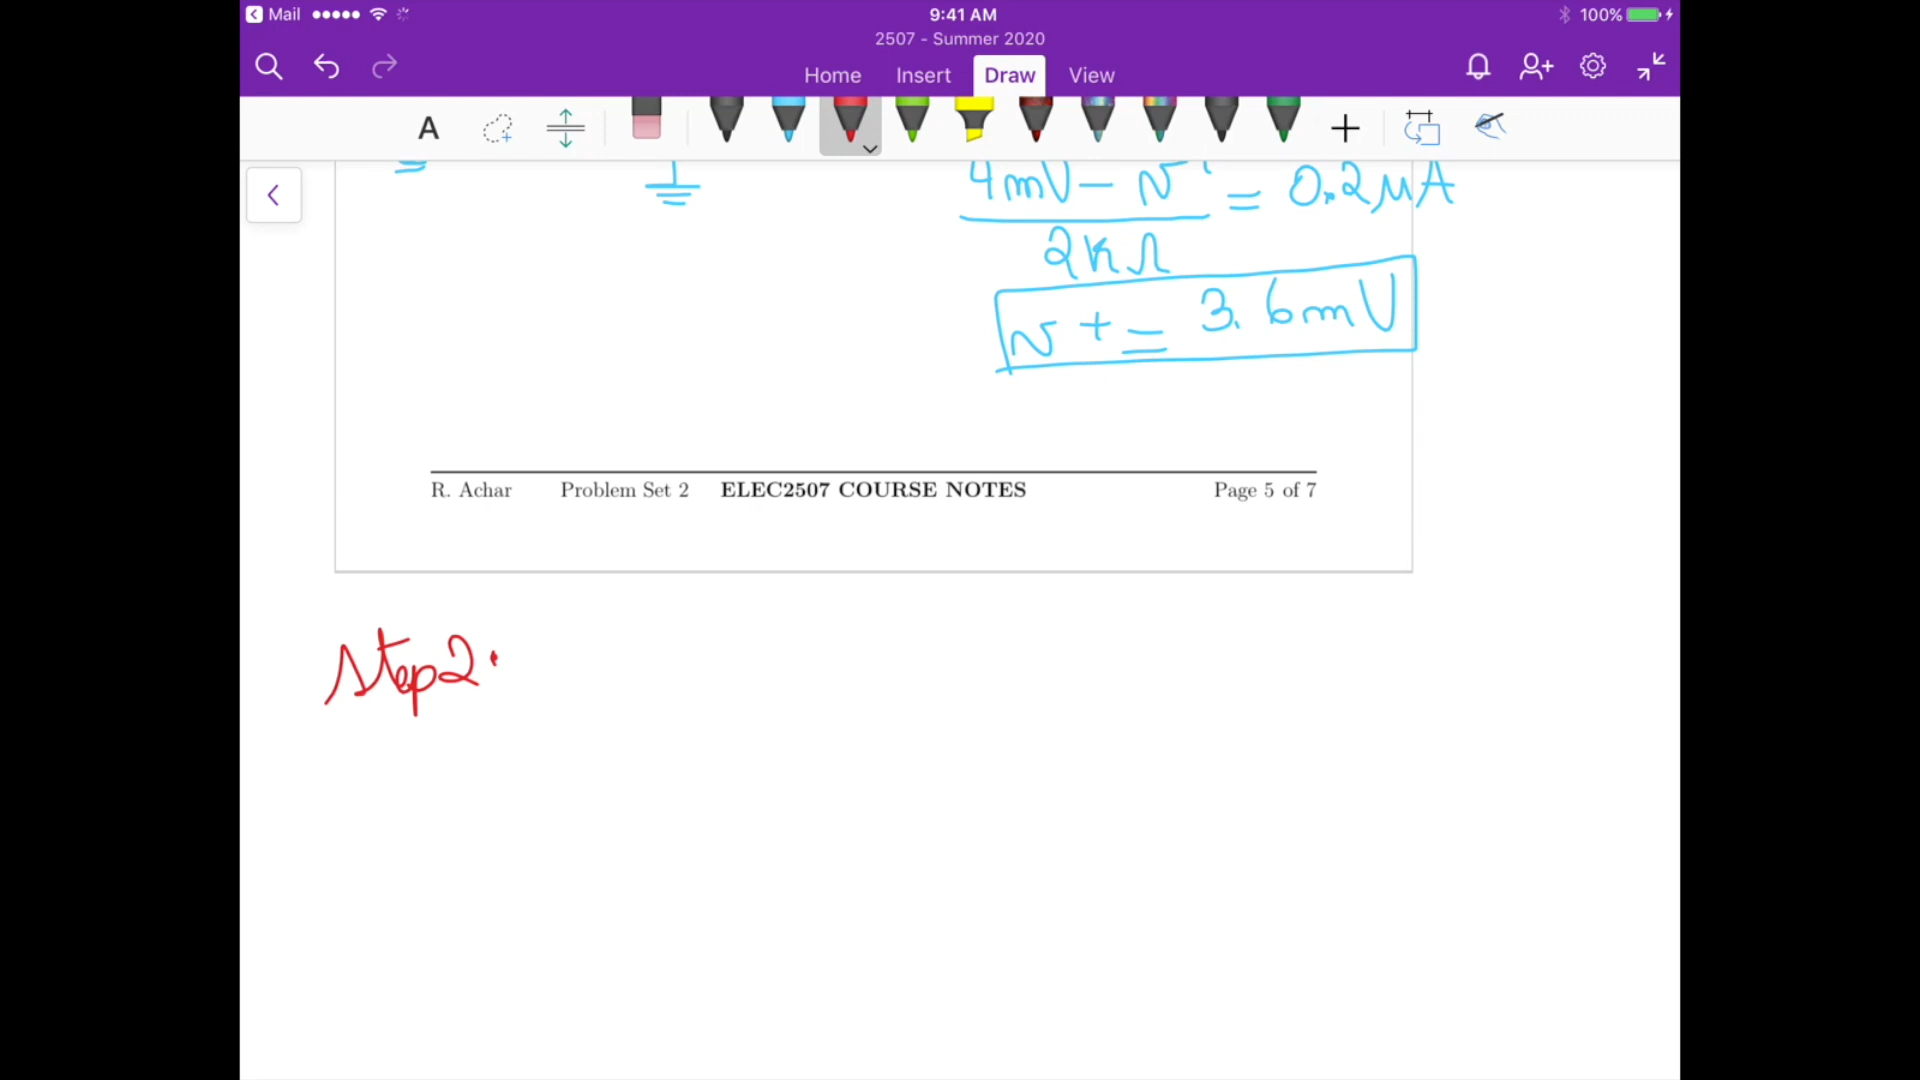 Mail 9:41 AM 100%
2507 - Summer 2020
Home Insert Draw View
A
4mV - v = 0.2μA
2kΩ
v+ = 3.6mV
R. Achar Problem Set 2 ELEC2507 COURSE NOTES Page 5 of 7
Step2